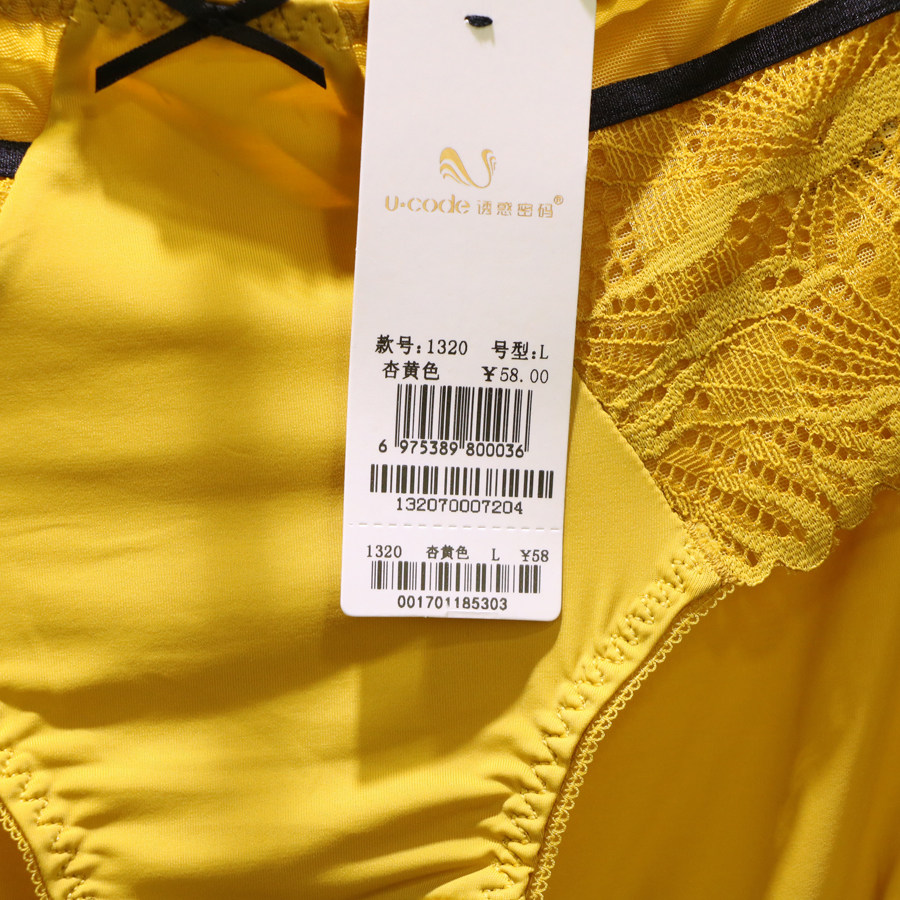 U·code 诱惑密码®
款号:1320 号型:L
杏黄色 ¥58.00
6 975389 800036
132070007204
1320 杏黄色 L ¥58
001701185303